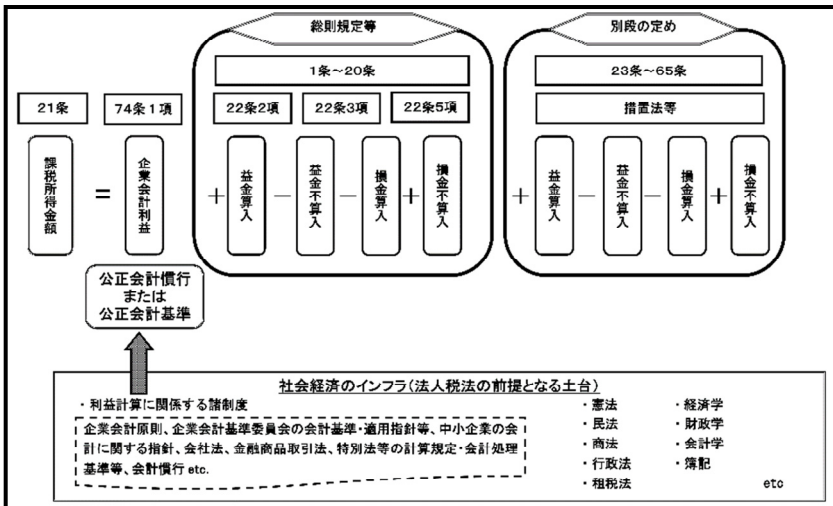 総則規定等
別段の定め
1条～20条
23条～65条
21条
74条1項
22条2項
22条3項
22条5項
措置法等
課税所得金額
=
企業会計利益
+
益金算入
－
益金不算入
－
損金算入
+
損金不算入
+
益金算入
－
益金不算入
－
損金算入
+
損金不算入
公正会計慣行
または
公正会計基準
社会経済のインフラ(法人税法の前提となる土台)
・利益計算に関係する諸制度
企業会計原則、企業会計基準委員会の会計基準・適用指針等、中小企業の会
計に関する指針、会社法、金融商品取引法、特別法等の計算規定・会計処理
基準等、会計慣行 etc.
・憲法
・民法
・商法
・行政法
・租税法
・経済学
・財政学
・会計学
・簿記
etc